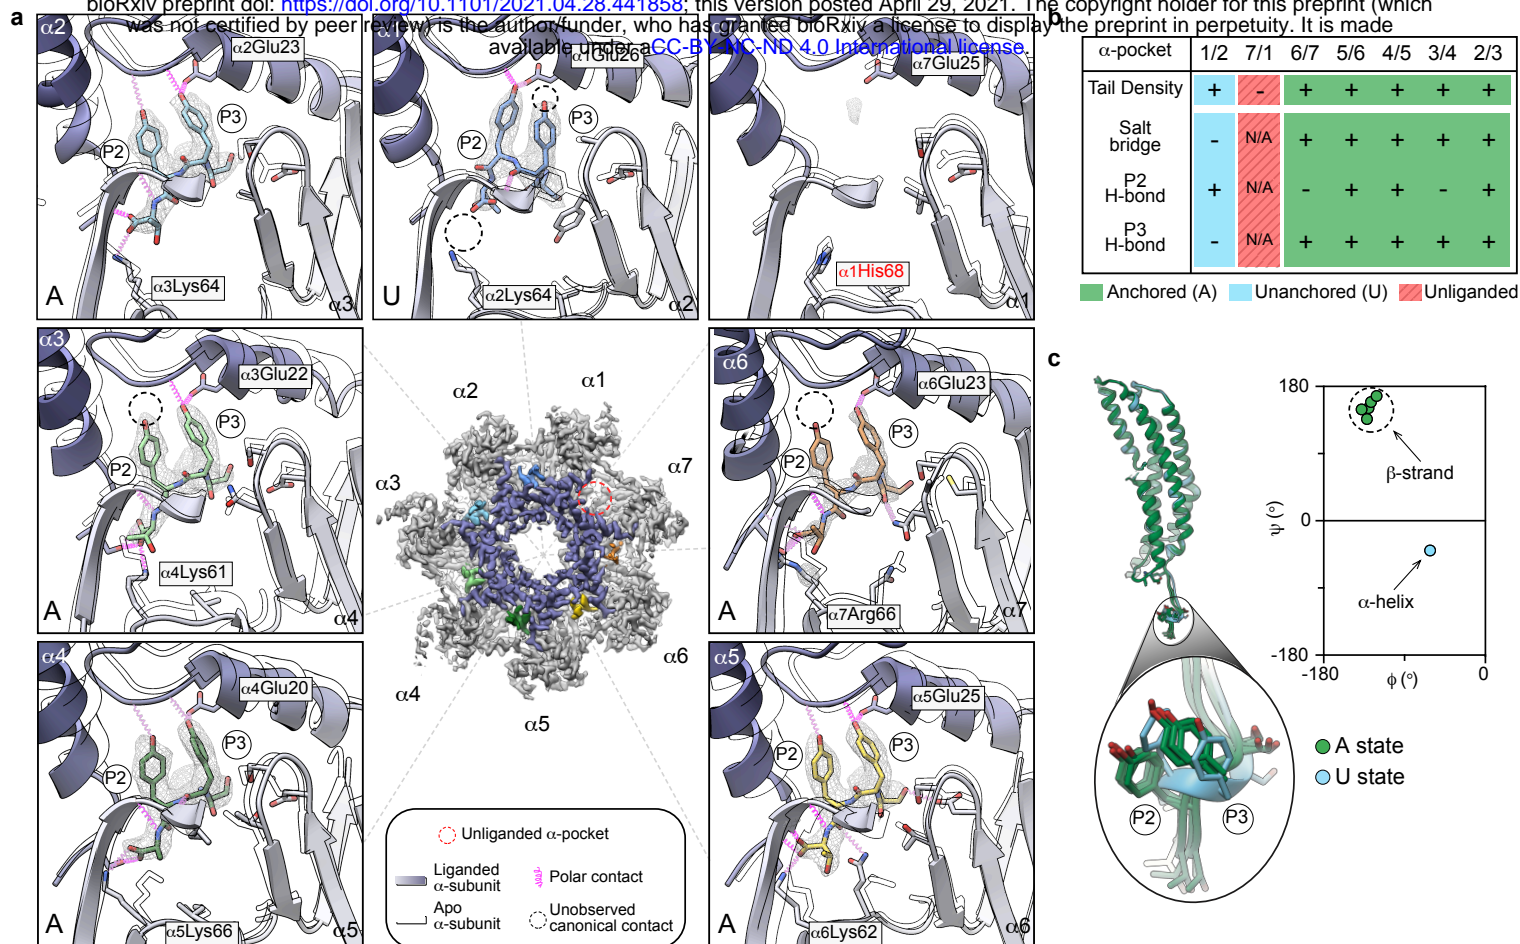 bioRxiv preprint doi: https://doi.org/10.1101/2021.04.28.441858; this version posted April 29, 2021. The copyright holder for this preprint (which
was not certified by peer review) is the author/funder, who has granted bioRxiv a license to display the preprint in perpetuity. It is made
available under aCC-BY-NC-ND 4.0 International license.
a
α2
α2Glu23
P3
P2
α3Lys64
A
α3
α1
α1Glu26
P3
P2
α2Lys64
U
α2
α7
α7Glu25
α1His68
α1
α3
α3Glu22
P3
P2
α4Lys61
A
α4
α6
α6Glu23
P3
P2
α7Arg66
A
α7
α4
α4Glu20
P3
P2
α5Lys66
A
α5
α5
α5Glu25
P3
P2
α6Lys62
A
α6
α2
α1
α3
α7
α4
α6
α5
Unliganded α-pocket
Liganded
α-subunit
Polar contact
Apo
α-subunit
Unobserved
canonical contact
b
α-pocket 1/2 7/1 6/7 5/6 4/5 3/4 2/3
Tail Density + - + + + + +
Salt
bridge - N/A + + + + +
P2
H-bond + N/A - + + - +
P3
H-bond - N/A + + + + +
Anchored (A) Unanchored (U) Unliganded
c
P2
P3
180
0
-180
ψ (°)
-180
ϕ (°)
0
β-strand
α-helix
A state
U state